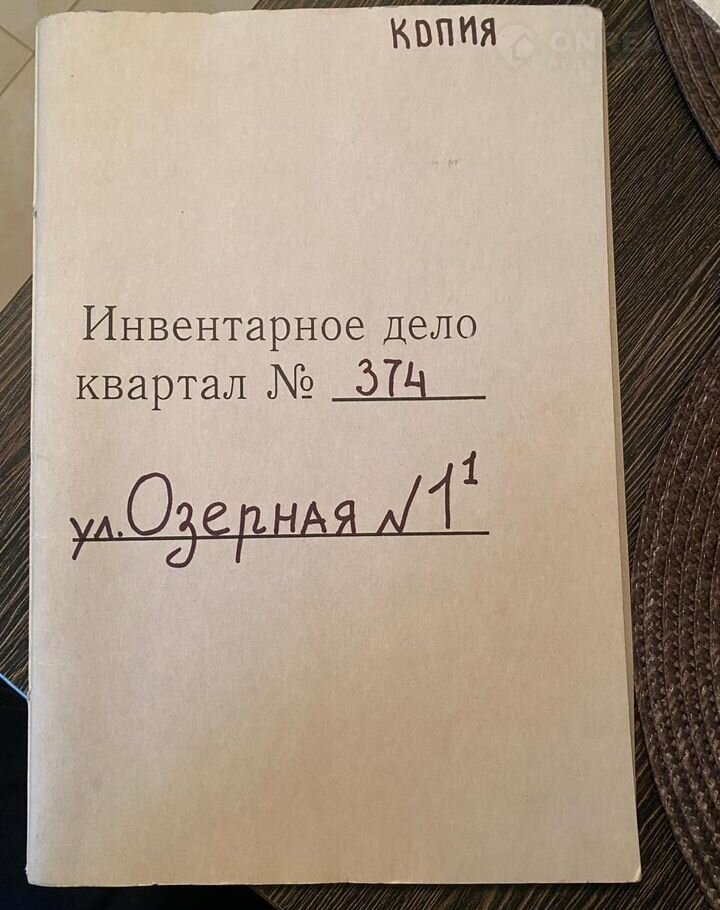 КОПИЯ
Инвентарное дело
квартал № 374
ул. Озерная №1¹